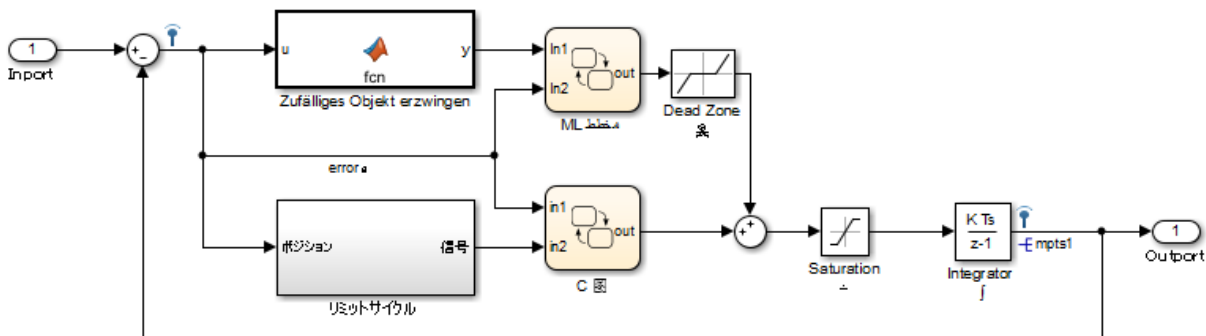 1
Inport
u
y
fcn
Zufälliges Objekt erzwingen
In1
In2
out
ML
Dead Zone
error
ポジション
信号
リミットサイクル
in1
in2
out
C 图
Saturation
K Ts
z-1
Integrator
∫
mpts1
1
Outport